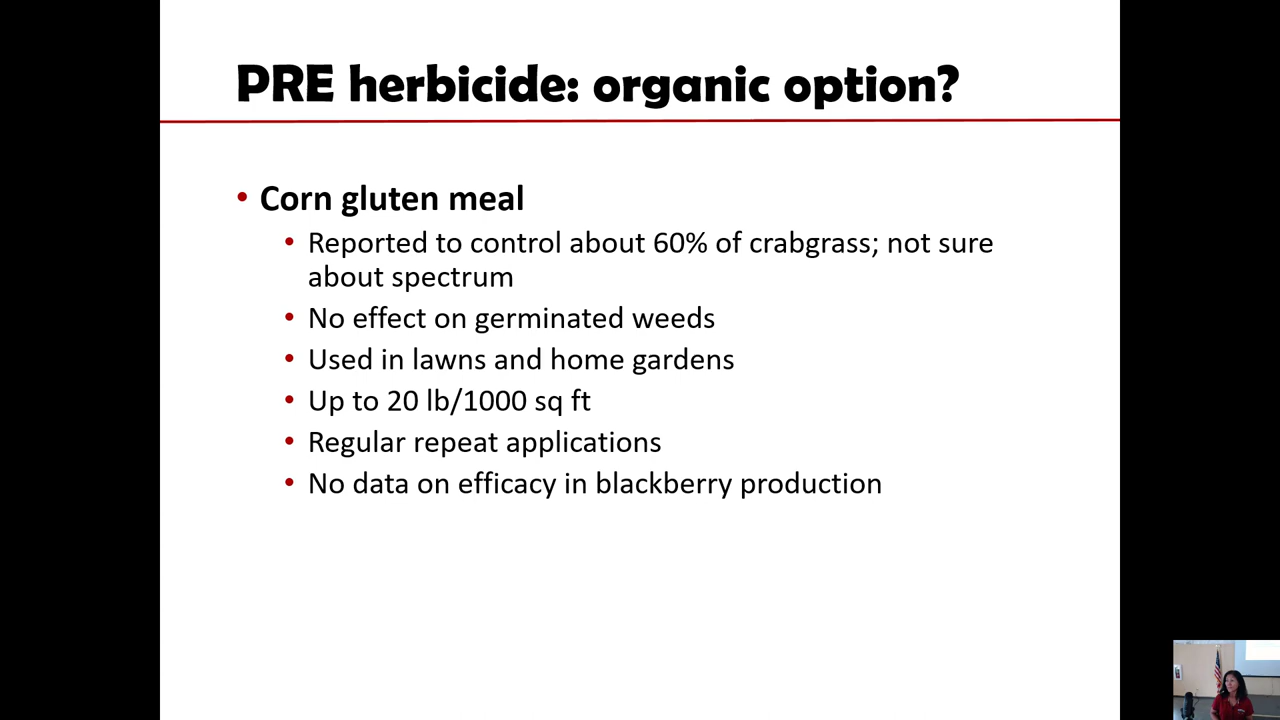 PRE herbicide: organic option?
• Corn gluten meal
• Reported to control about 60% of crabgrass; not sure
about spectrum
• No effect on germinated weeds
• Used in lawns and home gardens
• Up to 20 lb/1000 sq ft
• Regular repeat applications
• No data on efficacy in blackberry production